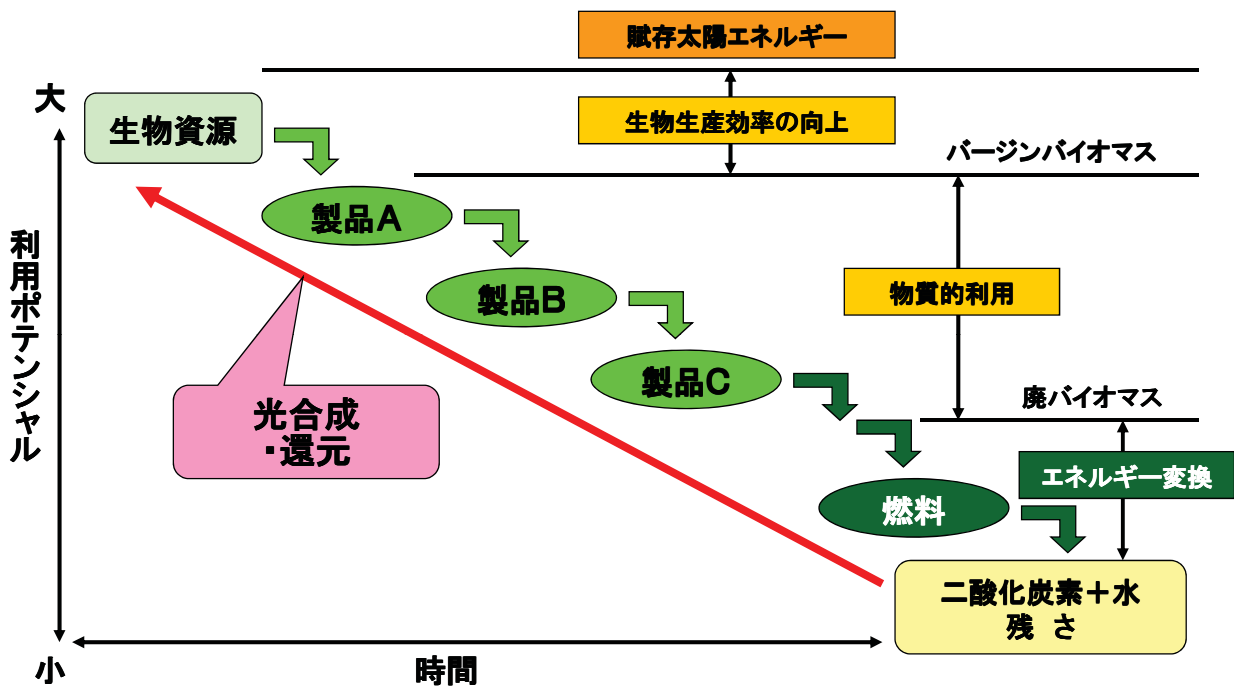 賦存太陽エネルギー
大
生物資源
生物生産効率の向上
バージンバイオマス
製品A
利用ポテンシャル
製品B
物質的利用
製品C
廃バイオマス
光合成
・還元
エネルギー変換
燃料
二酸化炭素＋水
残 さ
小
時間